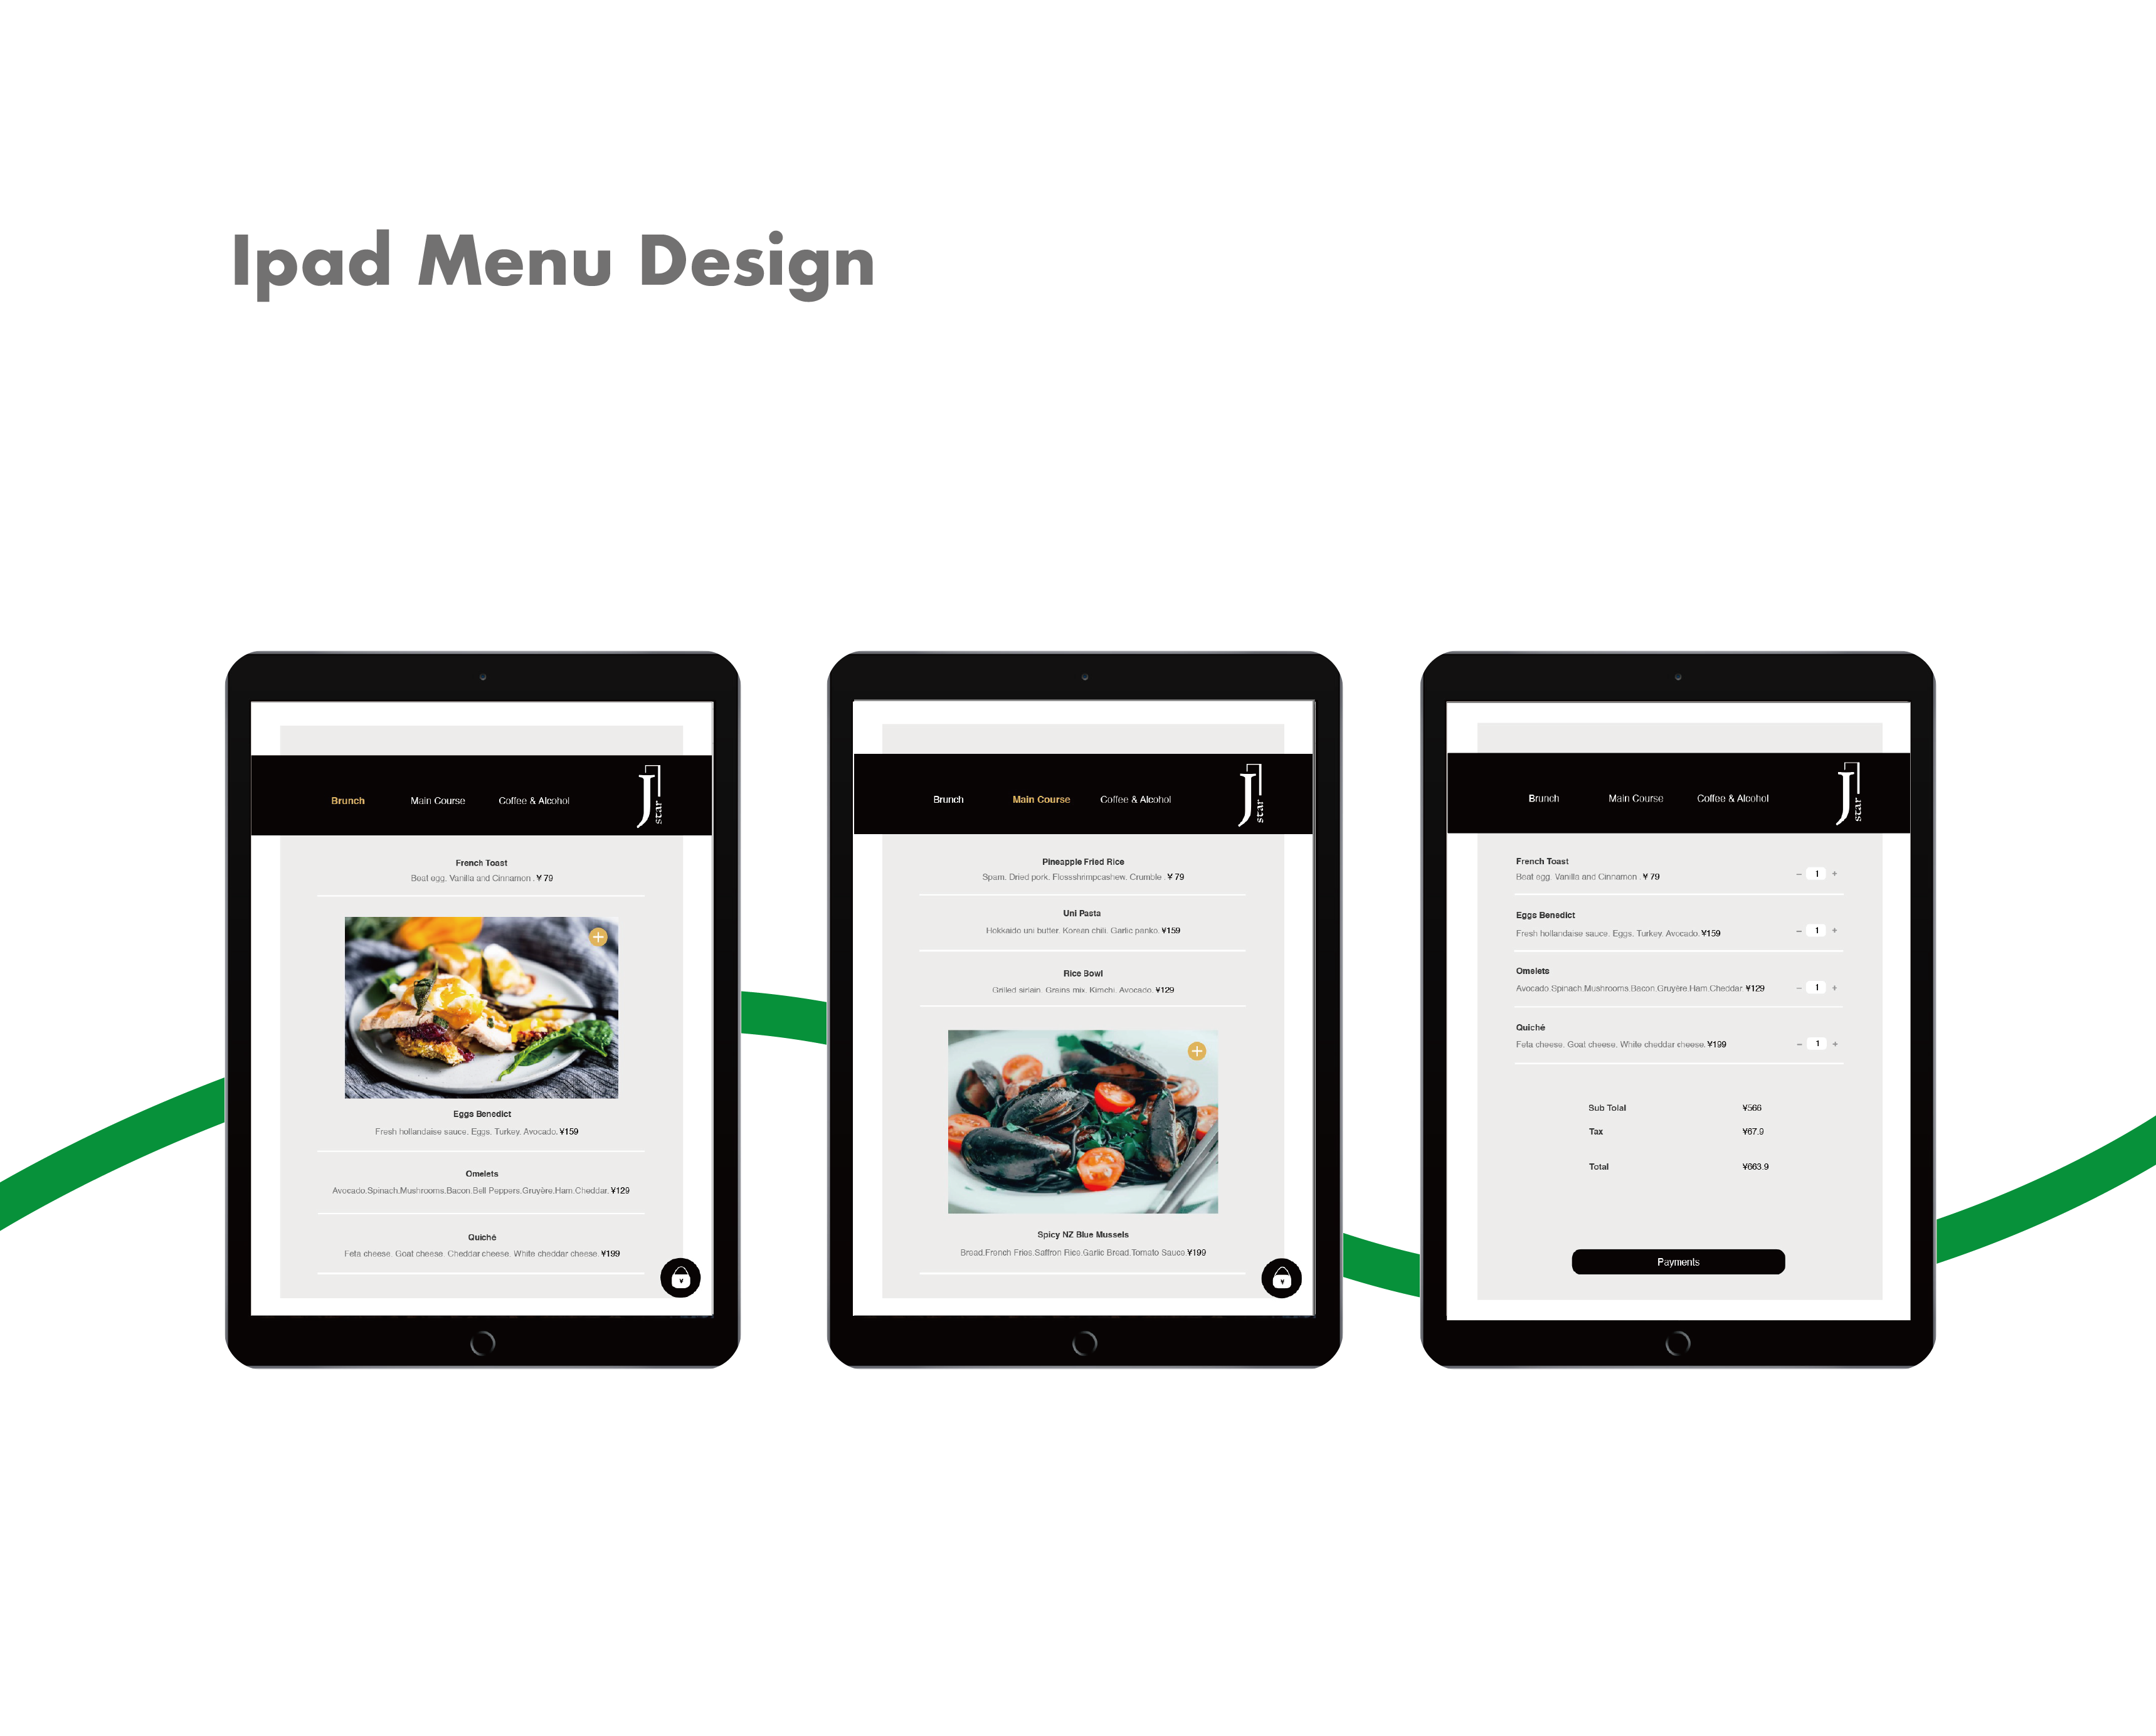 Ipad Menu Design
Brunch Main Course Coffee & Alcohol J star
French Toast
Beat egg. Vanilla and Cinnamon . ¥ 79
Eggs Benedict
Fresh hollandaise sauce. Eggs. Turkey. Avocado. ¥159
Omelets
Avocado.Spinach.Mushrooms.Bacon.Bell Peppers.Gruyère.Ham.Cheddar. ¥129
Quiché
Feta cheese. Goat cheese. Cheddar cheese. White cheddar cheese. ¥199
¥
Brunch Main Course Coffee & Alcohol J star
Pineapple Fried Rice
Spam. Dried pork. Flossshrimpcashew. Crumble . ¥ 79
Uni Pasta
Hokkaido uni butter. Korean chili. Garlic panko. ¥159
Rice Bowl
Grilled sirlain. Grains mix. Kimchi. Avocado. ¥129
Spicy NZ Blue Mussels
Bread.French Fries.Saffron Rice.Garlic Bread.Tomato Sauce.¥199
¥
Brunch Main Course Coffee & Alcohol J star
French Toast
Beat egg. Vanilla and Cinnamon . ¥ 79 – 1 +
Eggs Benedict
Fresh hollandaise sauce. Eggs. Turkey. Avocado. ¥159 – 1 +
Omelets
Avocado.Spinach.Mushrooms.Bacon.Gruyère.Ham.Cheddar. ¥129 – 1 +
Quiché
Feta cheese. Goat cheese. White cheddar cheese. ¥199 – 1 +
Sub Total ¥566
Tax ¥67.9
Total ¥663.9
Payments